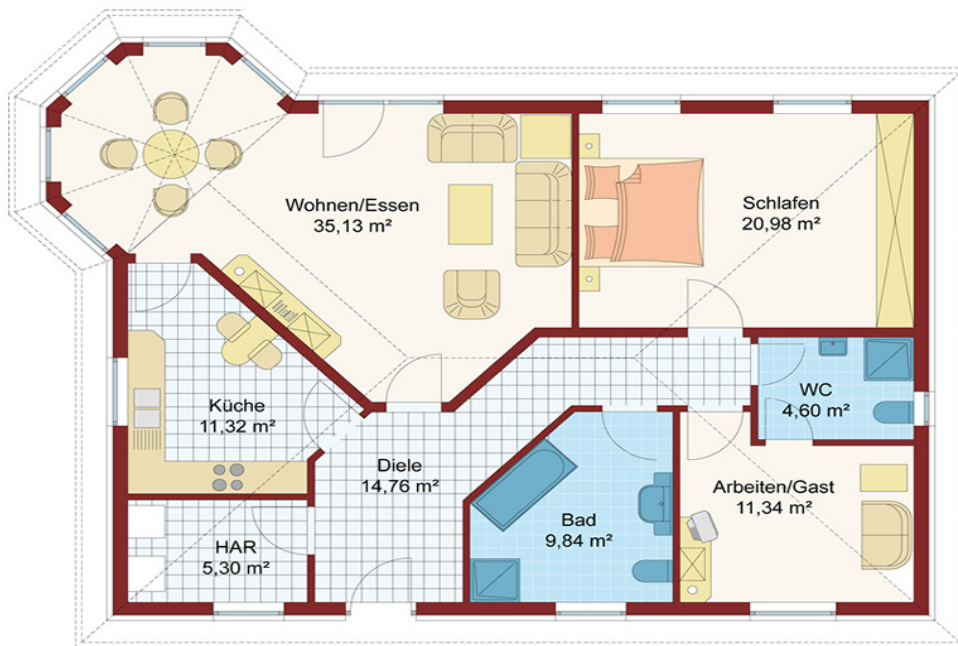 Wohnen/Essen
35,13 m²
Schlafen
20,98 m²
Küche
11,32 m²
WC
4,60 m²
Diele
14,76 m²
Arbeiten/Gast
11,34 m²
Bad
9,84 m²
HAR
5,30 m²